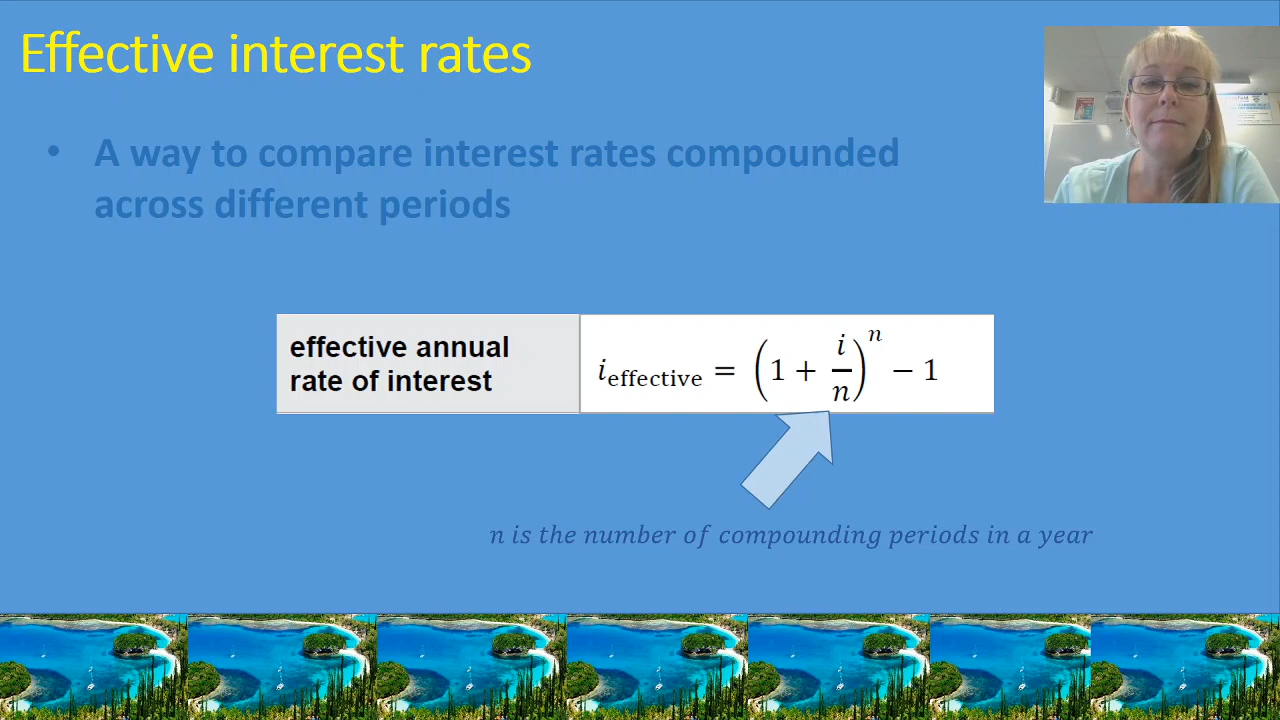 Effective interest rates
• A way to compare interest rates compounded
across different periods
effective annual
rate of interest
i_effective = (1 + i/n)^n − 1
n is the number of compounding periods in a year